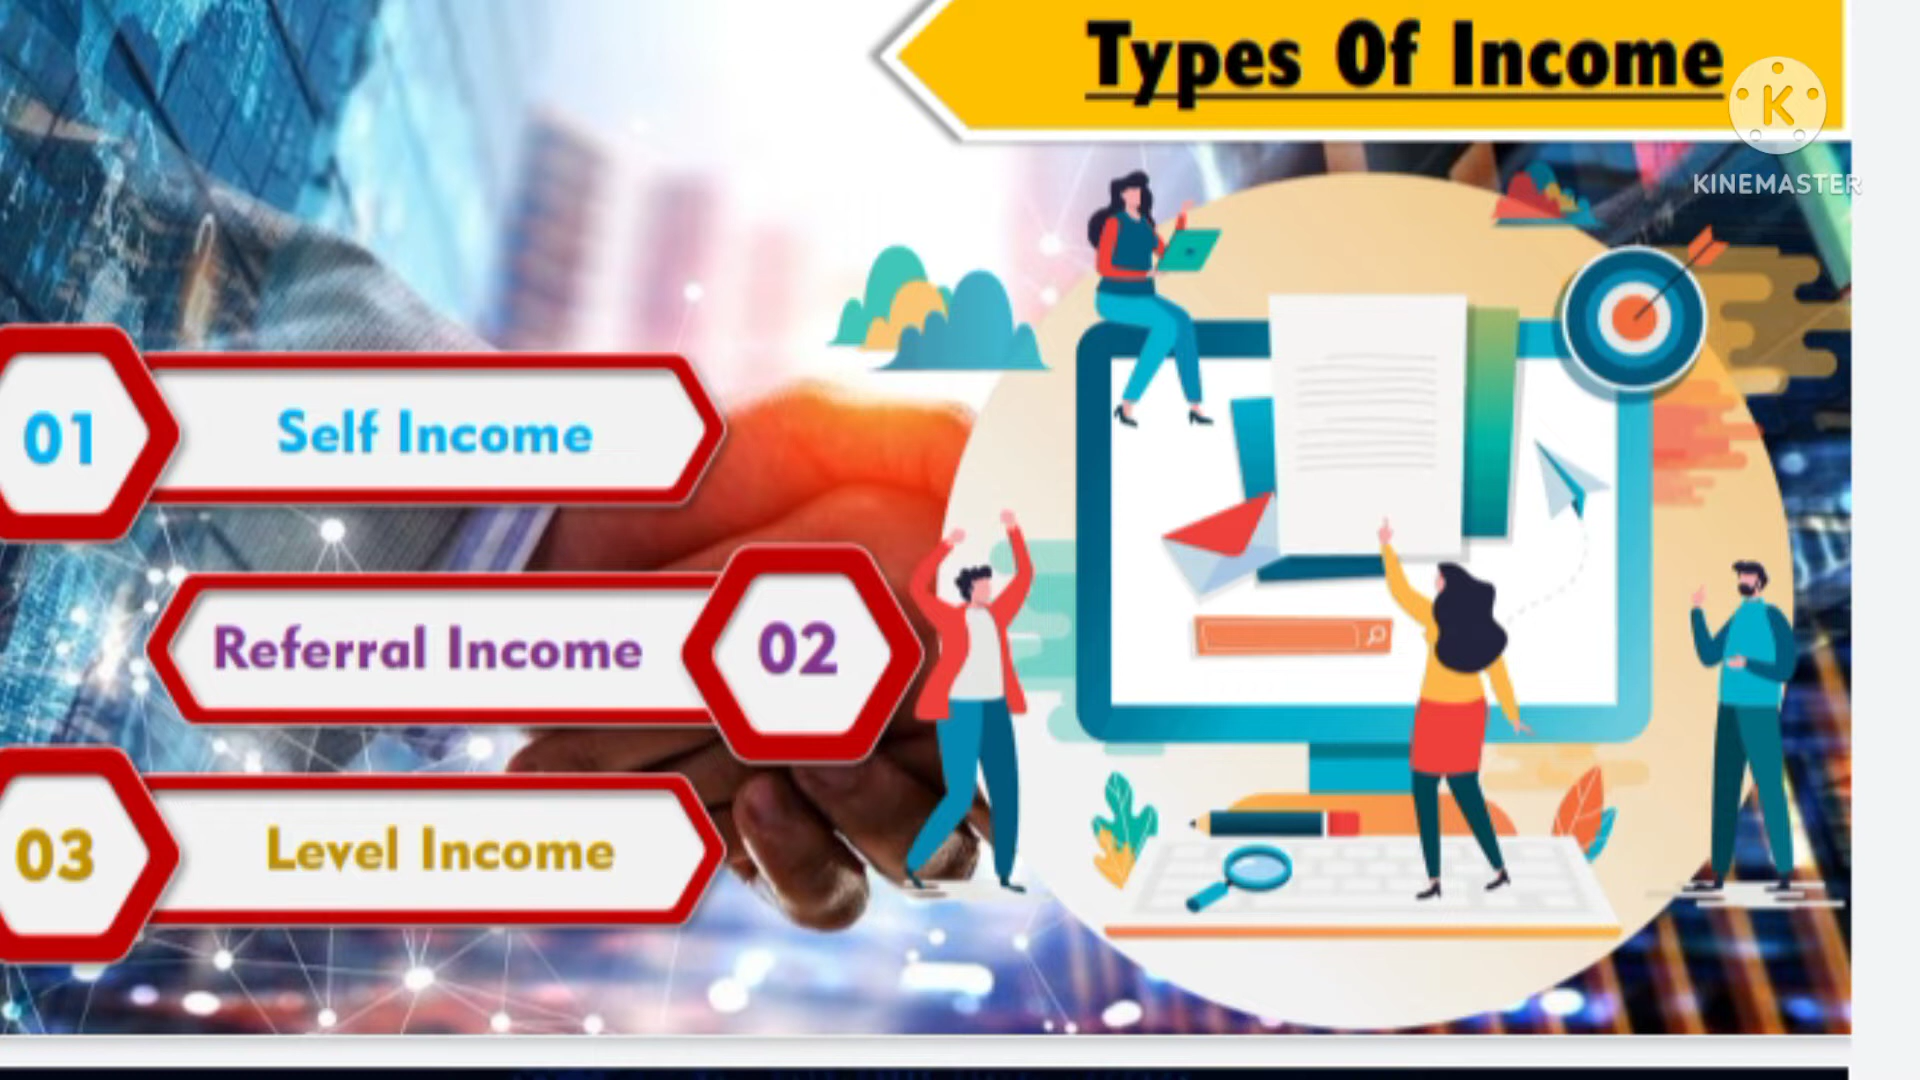 Types Of Income
K
KINEMASTER
01
Self Income
Referral Income
02
03
Level Income